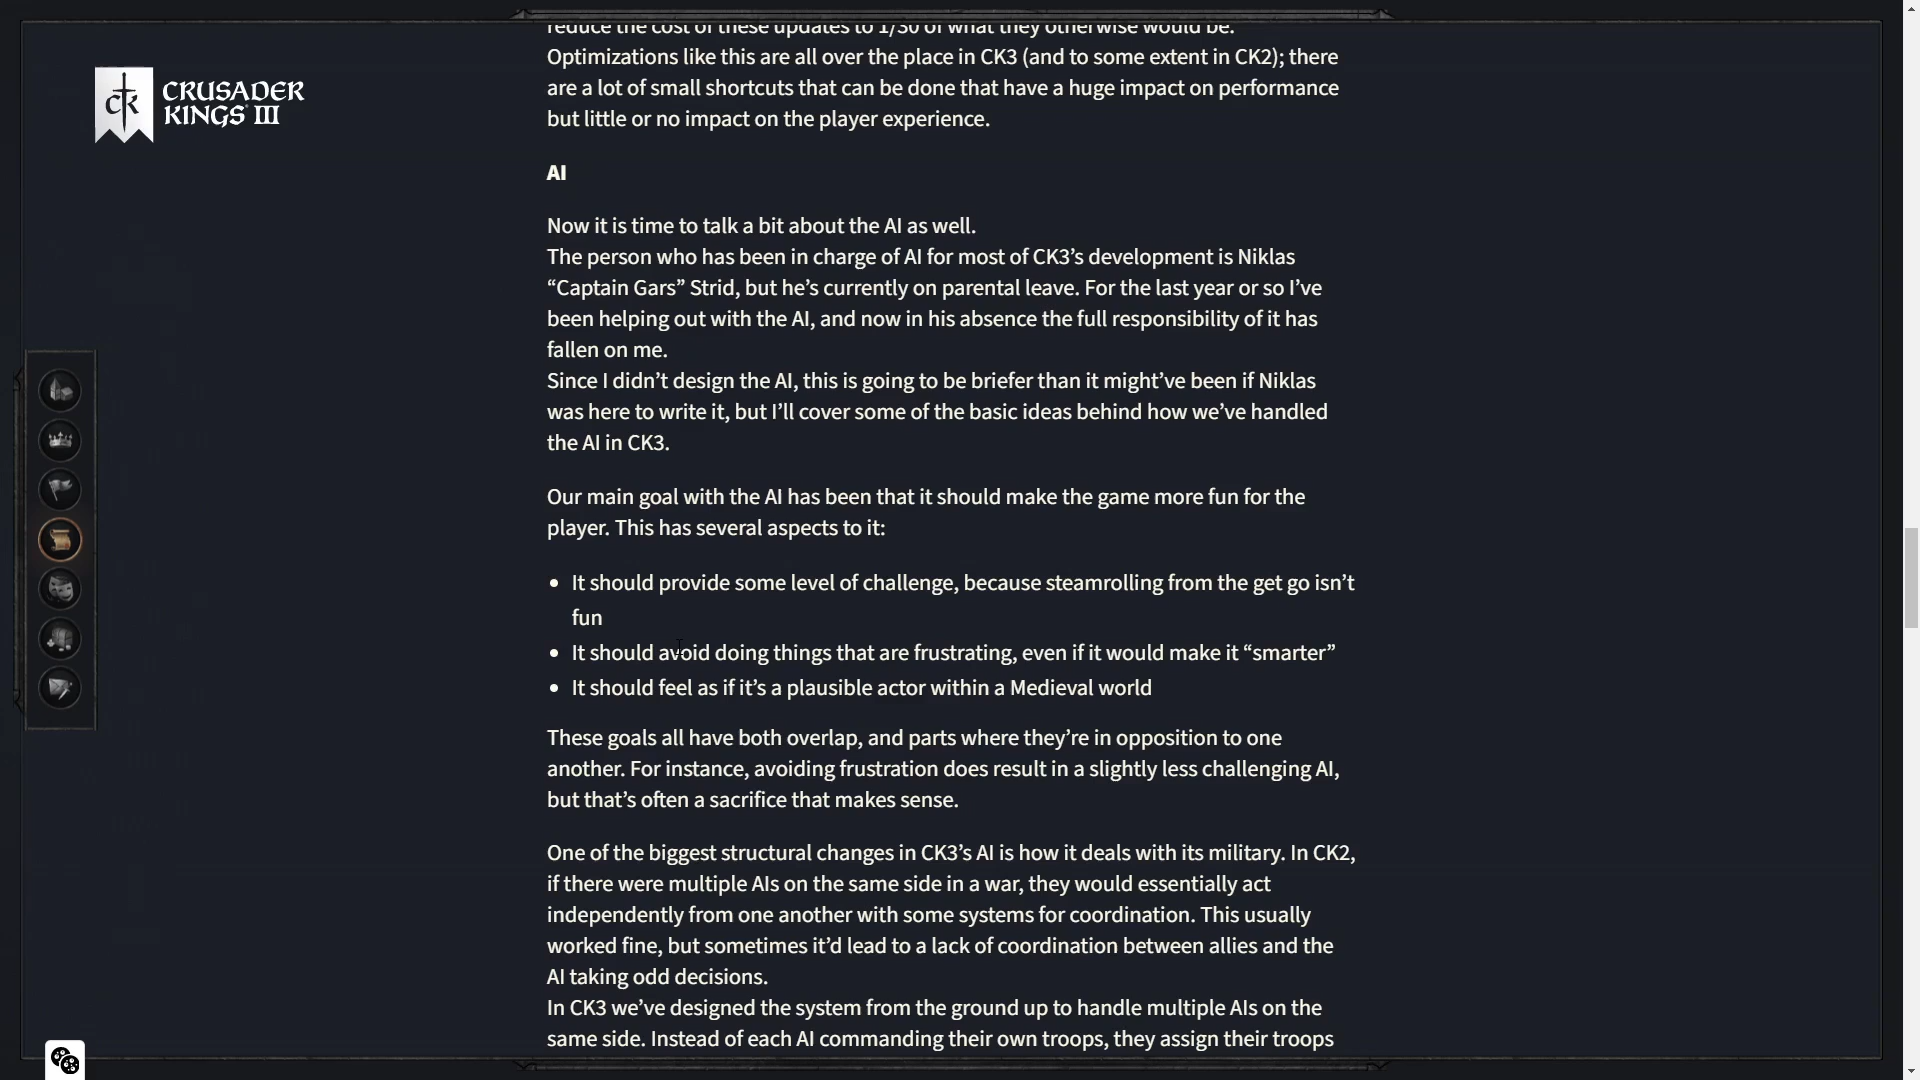 reduce the cost of these updates to 1/30 of what they otherwise would be.
Optimizations like this are all over the place in CK3 (and to some extent in CK2); there
are a lot of small shortcuts that can be done that have a huge impact on performance
but little or no impact on the player experience.
CK
CRUSADER
KINGS III
AI
Now it is time to talk a bit about the AI as well.
The person who has been in charge of AI for most of CK3’s development is Niklas
“Captain Gars” Strid, but he’s currently on parental leave. For the last year or so I’ve
been helping out with the AI, and now in his absence the full responsibility of it has
fallen on me.
Since I didn’t design the AI, this is going to be briefer than it might’ve been if Niklas
was here to write it, but I’ll cover some of the basic ideas behind how we’ve handled
the AI in CK3.
Our main goal with the AI has been that it should make the game more fun for the
player. This has several aspects to it:
• It should provide some level of challenge, because steamrolling from the get go isn’t
fun
• It should avoid doing things that are frustrating, even if it would make it “smarter”
• It should feel as if it’s a plausible actor within a Medieval world
These goals all have both overlap, and parts where they’re in opposition to one
another. For instance, avoiding frustration does result in a slightly less challenging AI,
but that’s often a sacrifice that makes sense.
One of the biggest structural changes in CK3’s AI is how it deals with its military. In CK2,
if there were multiple AIs on the same side in a war, they would essentially act
independently from one another with some systems for coordination. This usually
worked fine, but sometimes it’d lead to a lack of coordination between allies and the
AI taking odd decisions.
In CK3 we’ve designed the system from the ground up to handle multiple AIs on the
same side. Instead of each AI commanding their own troops, they assign their troops